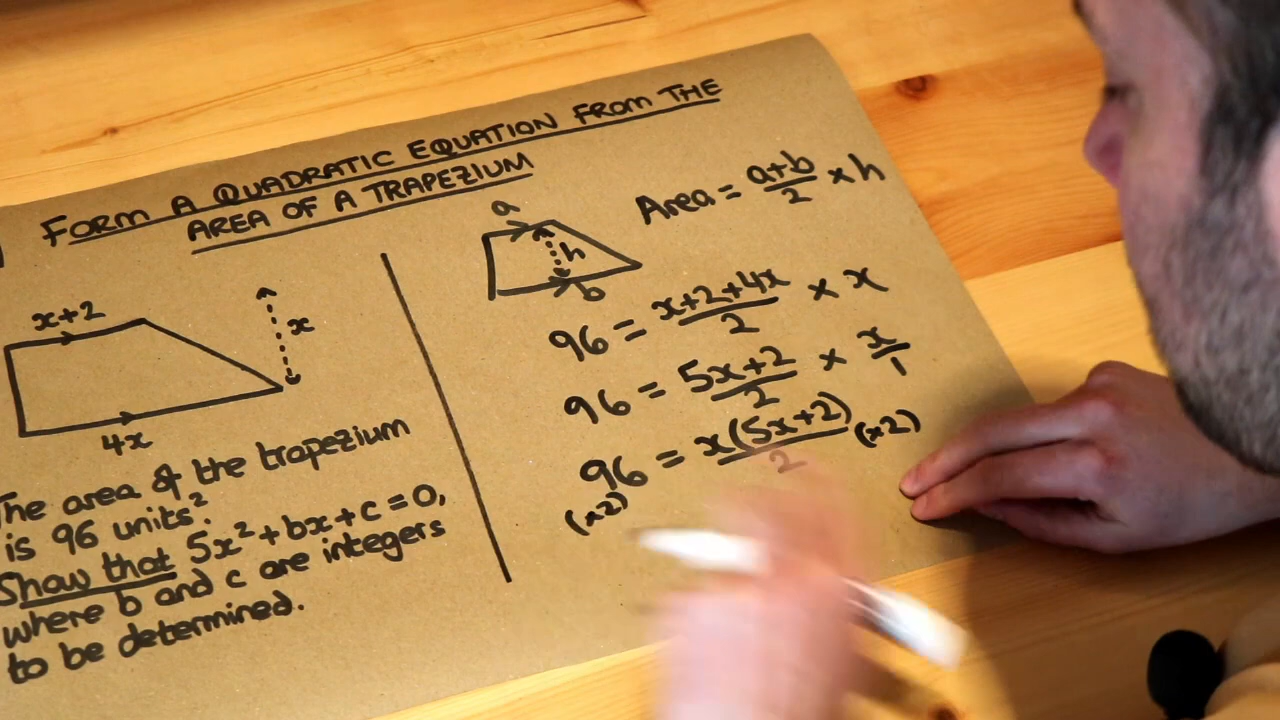 FORM A QUADRATIC EQUATION FROM THE
AREA OF A TRAPEZIUM
x+2
x
4x
The area of the trapezium
is 96 units².
Show that 5x²+bx+c=0,
where b and c are integers
to be determined.
a
h
b
Area = a+b/2 × h
96 = x+2+4x/2 × x
96 = 5x+2/2 × x/1
96 = x(5x+2)/2
(×2) (×2)